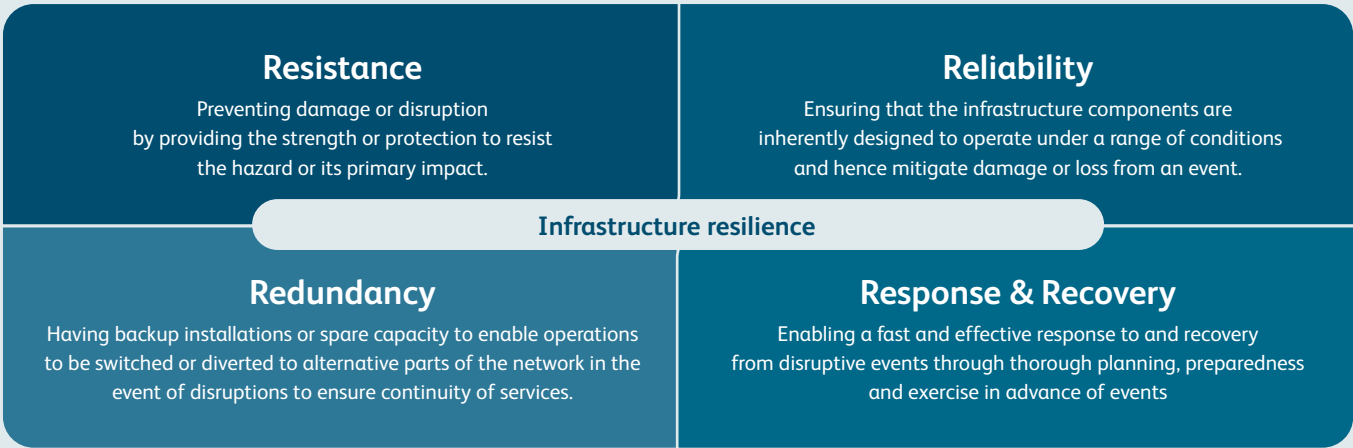 Resistance
Preventing damage or disruption
by providing the strength or protection to resist
the hazard or its primary impact.
Reliability
Ensuring that the infrastructure components are
inherently designed to operate under a range of conditions
and hence mitigate damage or loss from an event.
Infrastructure resilience
Redundancy
Having backup installations or spare capacity to enable operations
to be switched or diverted to alternative parts of the network in the
event of disruptions to ensure continuity of services.
Response & Recovery
Enabling a fast and effective response to and recovery
from disruptive events through thorough planning, preparedness
and exercise in advance of events